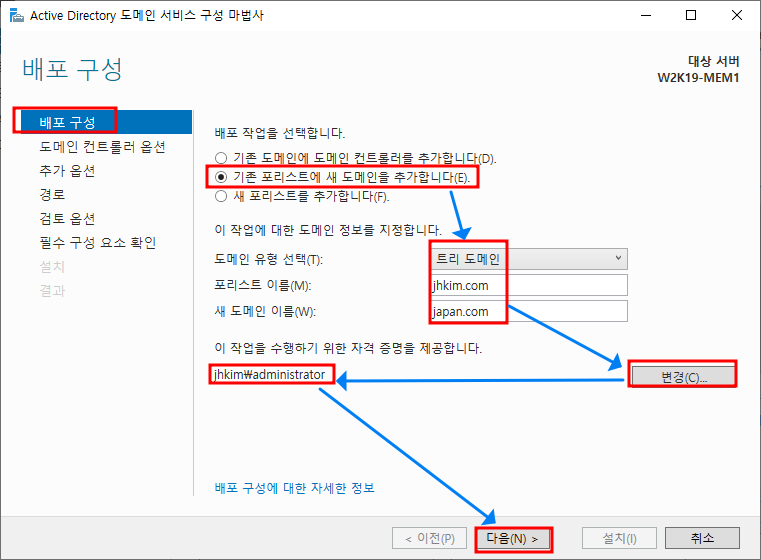 Active Directory 도메인 서비스 구성 마법사
배포 구성
대상 서버
W2K19-MEM1
배포 구성
도메인 컨트롤러 옵션
추가 옵션
경로
검토 옵션
필수 구성 요소 확인
설치
결과
배포 작업을 선택합니다.
기존 도메인에 도메인 컨트롤러를 추가합니다(D).
기존 포리스트에 새 도메인을 추가합니다(E).
새 포리스트를 추가합니다(F).
이 작업에 대한 도메인 정보를 지정합니다.
도메인 유형 선택(T): 트리 도메인
포리스트 이름(M): jhkim.com
새 도메인 이름(W): japan.com
이 작업을 수행하기 위한 자격 증명을 제공합니다.
jhkim₩administrator 변경(C)...
배포 구성에 대한 자세한 정보
< 이전(P) 다음(N) > 설치(I) 취소